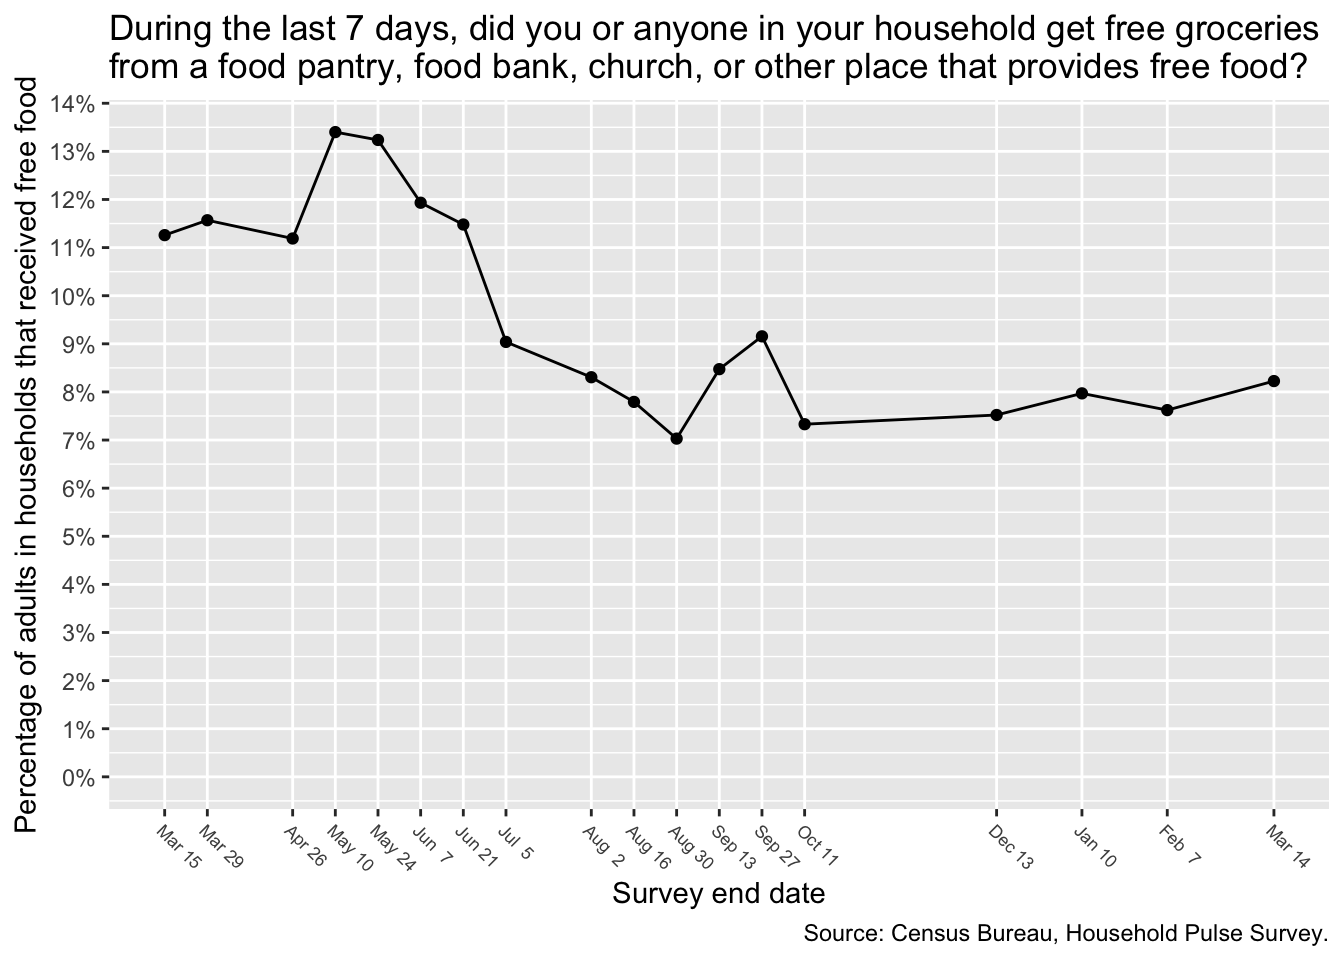 During the last 7 days, did you or anyone in your household get free groceries
from a food pantry, food bank, church, or other place that provides free food?
Percentage of adults in households that received free food
14%
13%
12%
11%
10%
9%
8%
7%
6%
5%
4%
3%
2%
1%
0%
Mar 15
Mar 29
Apr 26
May 10
May 24
Jun 7
Jun 21
Jul 5
Aug 2
Aug 16
Aug 30
Sep 13
Sep 27
Oct 11
Dec 13
Jan 10
Feb 7
Mar 14
Survey end date
Source: Census Bureau, Household Pulse Survey.